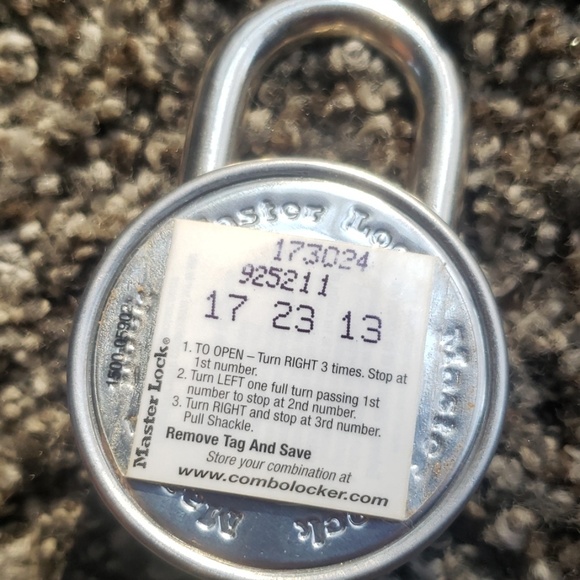 Master Lock
173024
925211
17 23 13
1. TO OPEN – Turn RIGHT 3 times. Stop at
1st number.
2. Turn LEFT one full turn passing 1st
number to stop at 2nd number.
3. Turn RIGHT and stop at 3rd number.
Pull Shackle.
Remove Tag And Save
Store your combination at
www.combolocker.com
Master Lock®